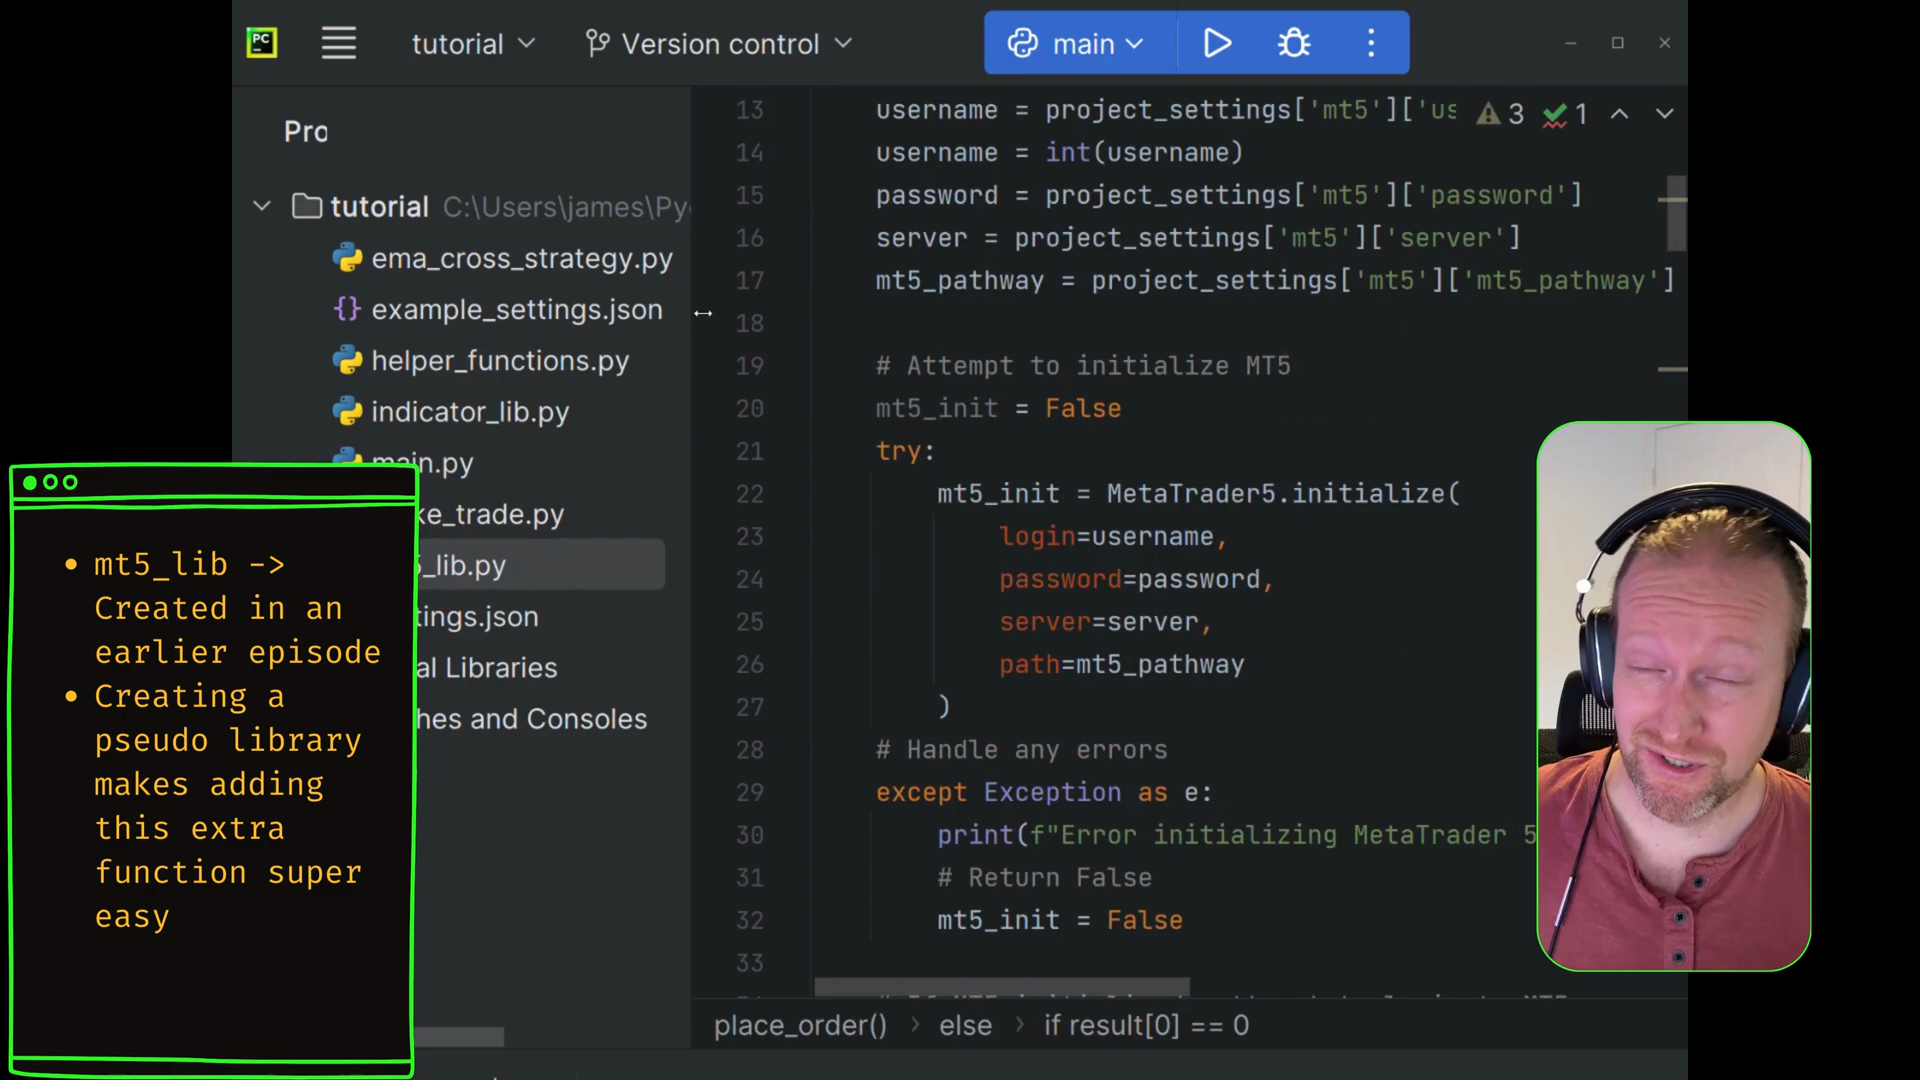 PC
tutorial
Version control
main
Pro
tutorial C:\Users\james\Py
ema_cross_strategy.py
example_settings.json
helper_functions.py
indicator_lib.py
main.py
ke_trade.py
_lib.py
tings.json
al Libraries
hes and Consoles
mt5_lib ->
Created in an
earlier episode
Creating a
pseudo library
makes adding
this extra
function super
easy
3 1
13 username = project_settings['mt5']['us
14 username = int(username)
15 password = project_settings['mt5']['password']
16 server = project_settings['mt5']['server']
17 mt5_pathway = project_settings['mt5']['mt5_pathway']
18
19 # Attempt to initialize MT5
20 mt5_init = False
21 try:
22 mt5_init = MetaTrader5.initialize(
23 login=username,
24 password=password,
25 server=server,
26 path=mt5_pathway
27 )
28 # Handle any errors
29 except Exception as e:
30 print(f"Error initializing MetaTrader 5
31 # Return False
32 mt5_init = False
33
place_order() > else > if result[0] == 0